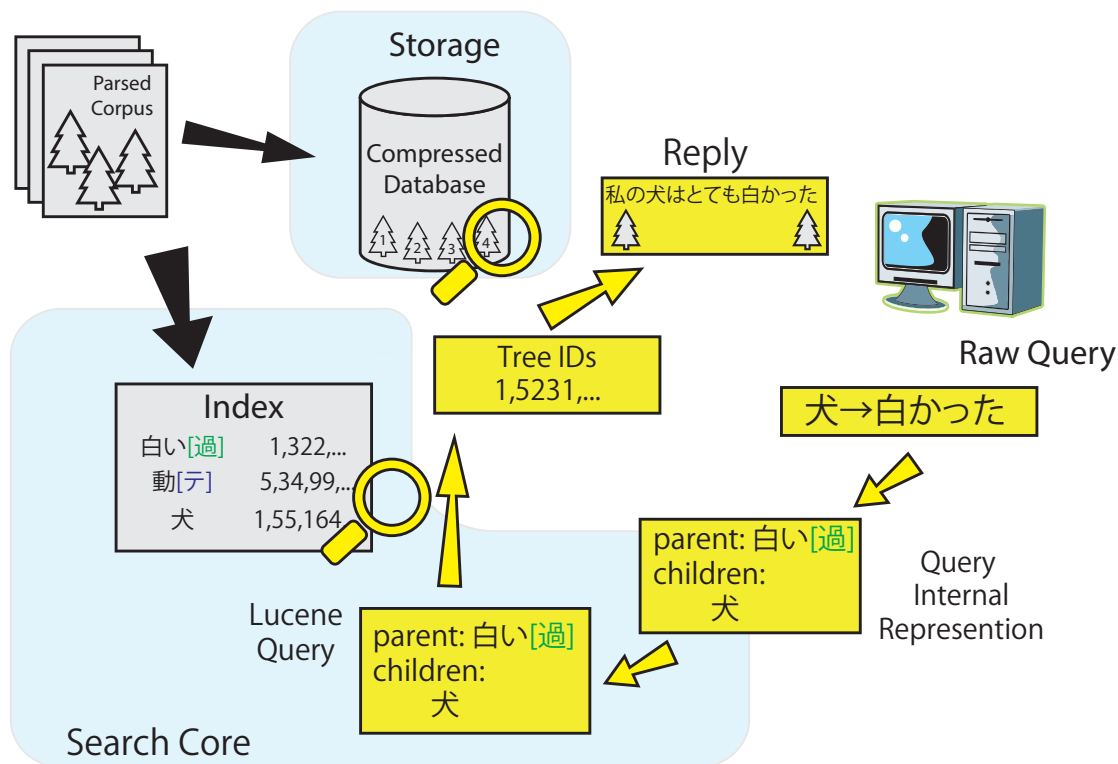 Parsed
Corpus
Storage
Compressed
Database
1
2
3
4
Reply
私の犬はとても白かった
Raw Query
犬→白かった
Tree IDs
1,5231,...
Index
白い[過] 1,322,...
動[テ] 5,34,99,...
犬 1,55,164
parent: 白い[過]
children:
犬
Query
Internal
Represention
Lucene
Query
parent: 白い[過]
children:
犬
Search Core